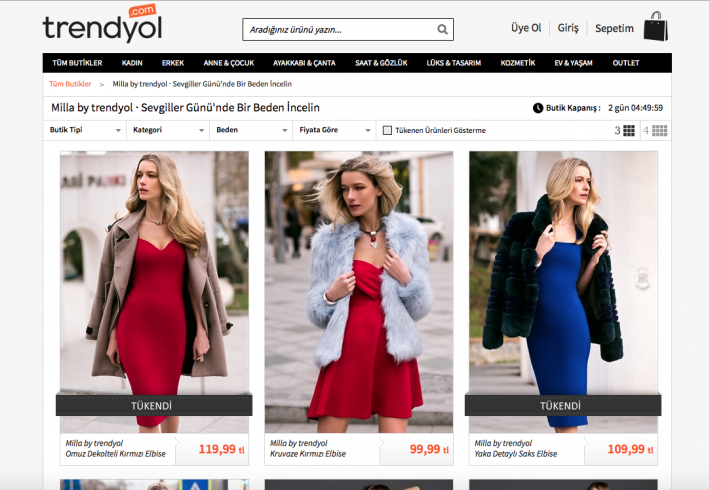 trendyol
.com
Aradığınız ürünü yazın...
Üye Ol
Giriş
Sepetim
TÜM BUTİKLER KADIN ERKEK ANNE & ÇOCUK AYAKKABI & ÇANTA SAAT & GÖZLÜK LÜKS & TASARIM KOZMETİK EV & YAŞAM OUTLET
Tüm Butikler » Milla by trendyol · Sevgiller Günü'nde Bir Beden İncelin
Milla by trendyol · Sevgiller Günü'nde Bir Beden İncelin
Butik Kapanış : 2 gün 04:49:59
Butik Tipi Kategori Beden Fiyata Göre Tükenen Ürünleri Gösterme 3 4
TÜKENDİ
Milla by trendyol
Omuz Dekolteli Kırmızı Elbise
119,99 tl
Milla by trendyol
Kruvaze Kırmızı Elbise
99,99 tl
TÜKENDİ
Milla by trendyol
Yaka Detaylı Saks Elbise
109,99 tl